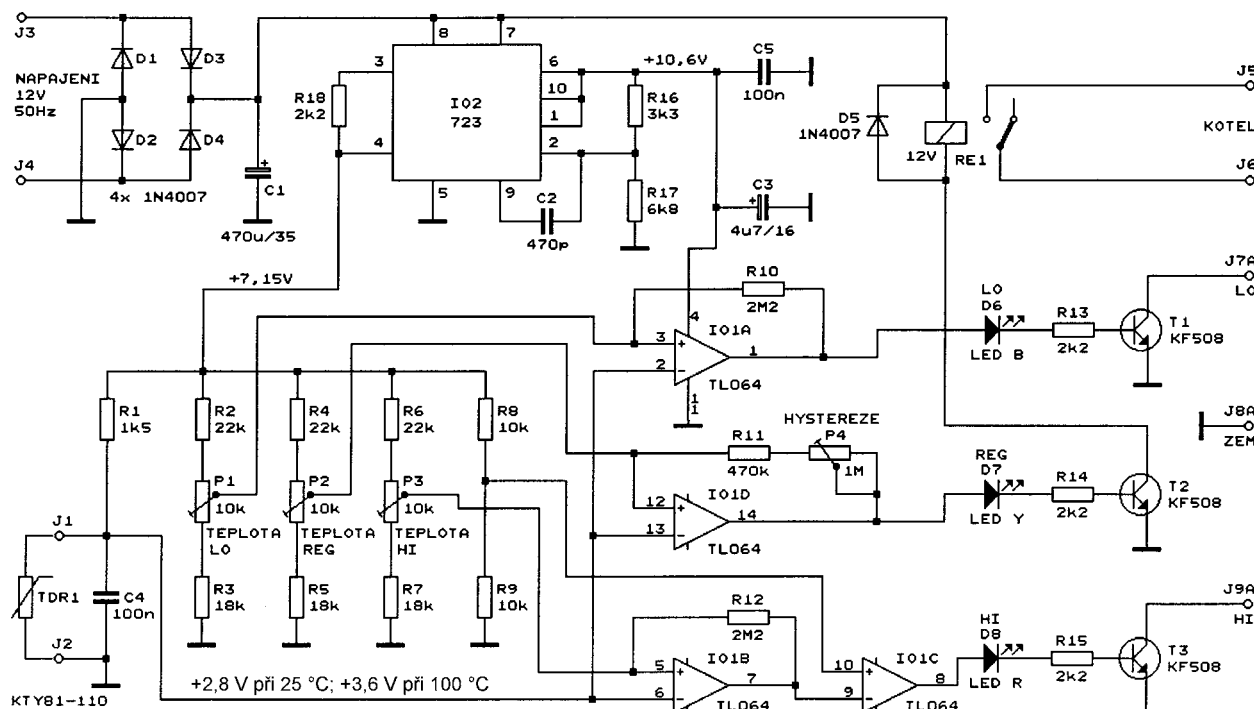 J3
NAPAJENI
12V
50Hz
J4
D1
D3
D2
D4
4x 1N4007
C1
470u/35
R18
2k2
8
7
3
6
10
1
4
2
5
9
IO2
723
C2
470p
+10,6V
R16
3k3
R17
6k8
C5
100n
C3
4u7/16
D5
1N4007
12V
RE1
J5
KOTEL
J6
+7,15V
R10
2M2
4
IO1A
3
2
1
11
TL064
LO
D6
LED B
R13
2k2
T1
KF508
J7A
LO
R1
1k5
R2
22k
R4
22k
R6
22k
R8
10k
P1
10k
TEPLOTA
LO
P2
10k
TEPLOTA
REG
P3
10k
TEPLOTA
HI
R3
18k
R5
18k
R7
18k
R9
10k
HYSTEREZE
R11
470k
P4
1M
IO1D
12
13
14
TL064
REG
D7
LED Y
R14
2k2
T2
KF508
J8A
ZEM
J1
TDR1
C4
100n
J2
KTY81-110
+2,8 V při 25 °C; +3,6 V při 100 °C
R12
2M2
IO1B
5
6
7
TL064
IO1C
10
9
8
TL064
HI
D8
LED R
R15
2k2
T3
KF508
J9A
HI